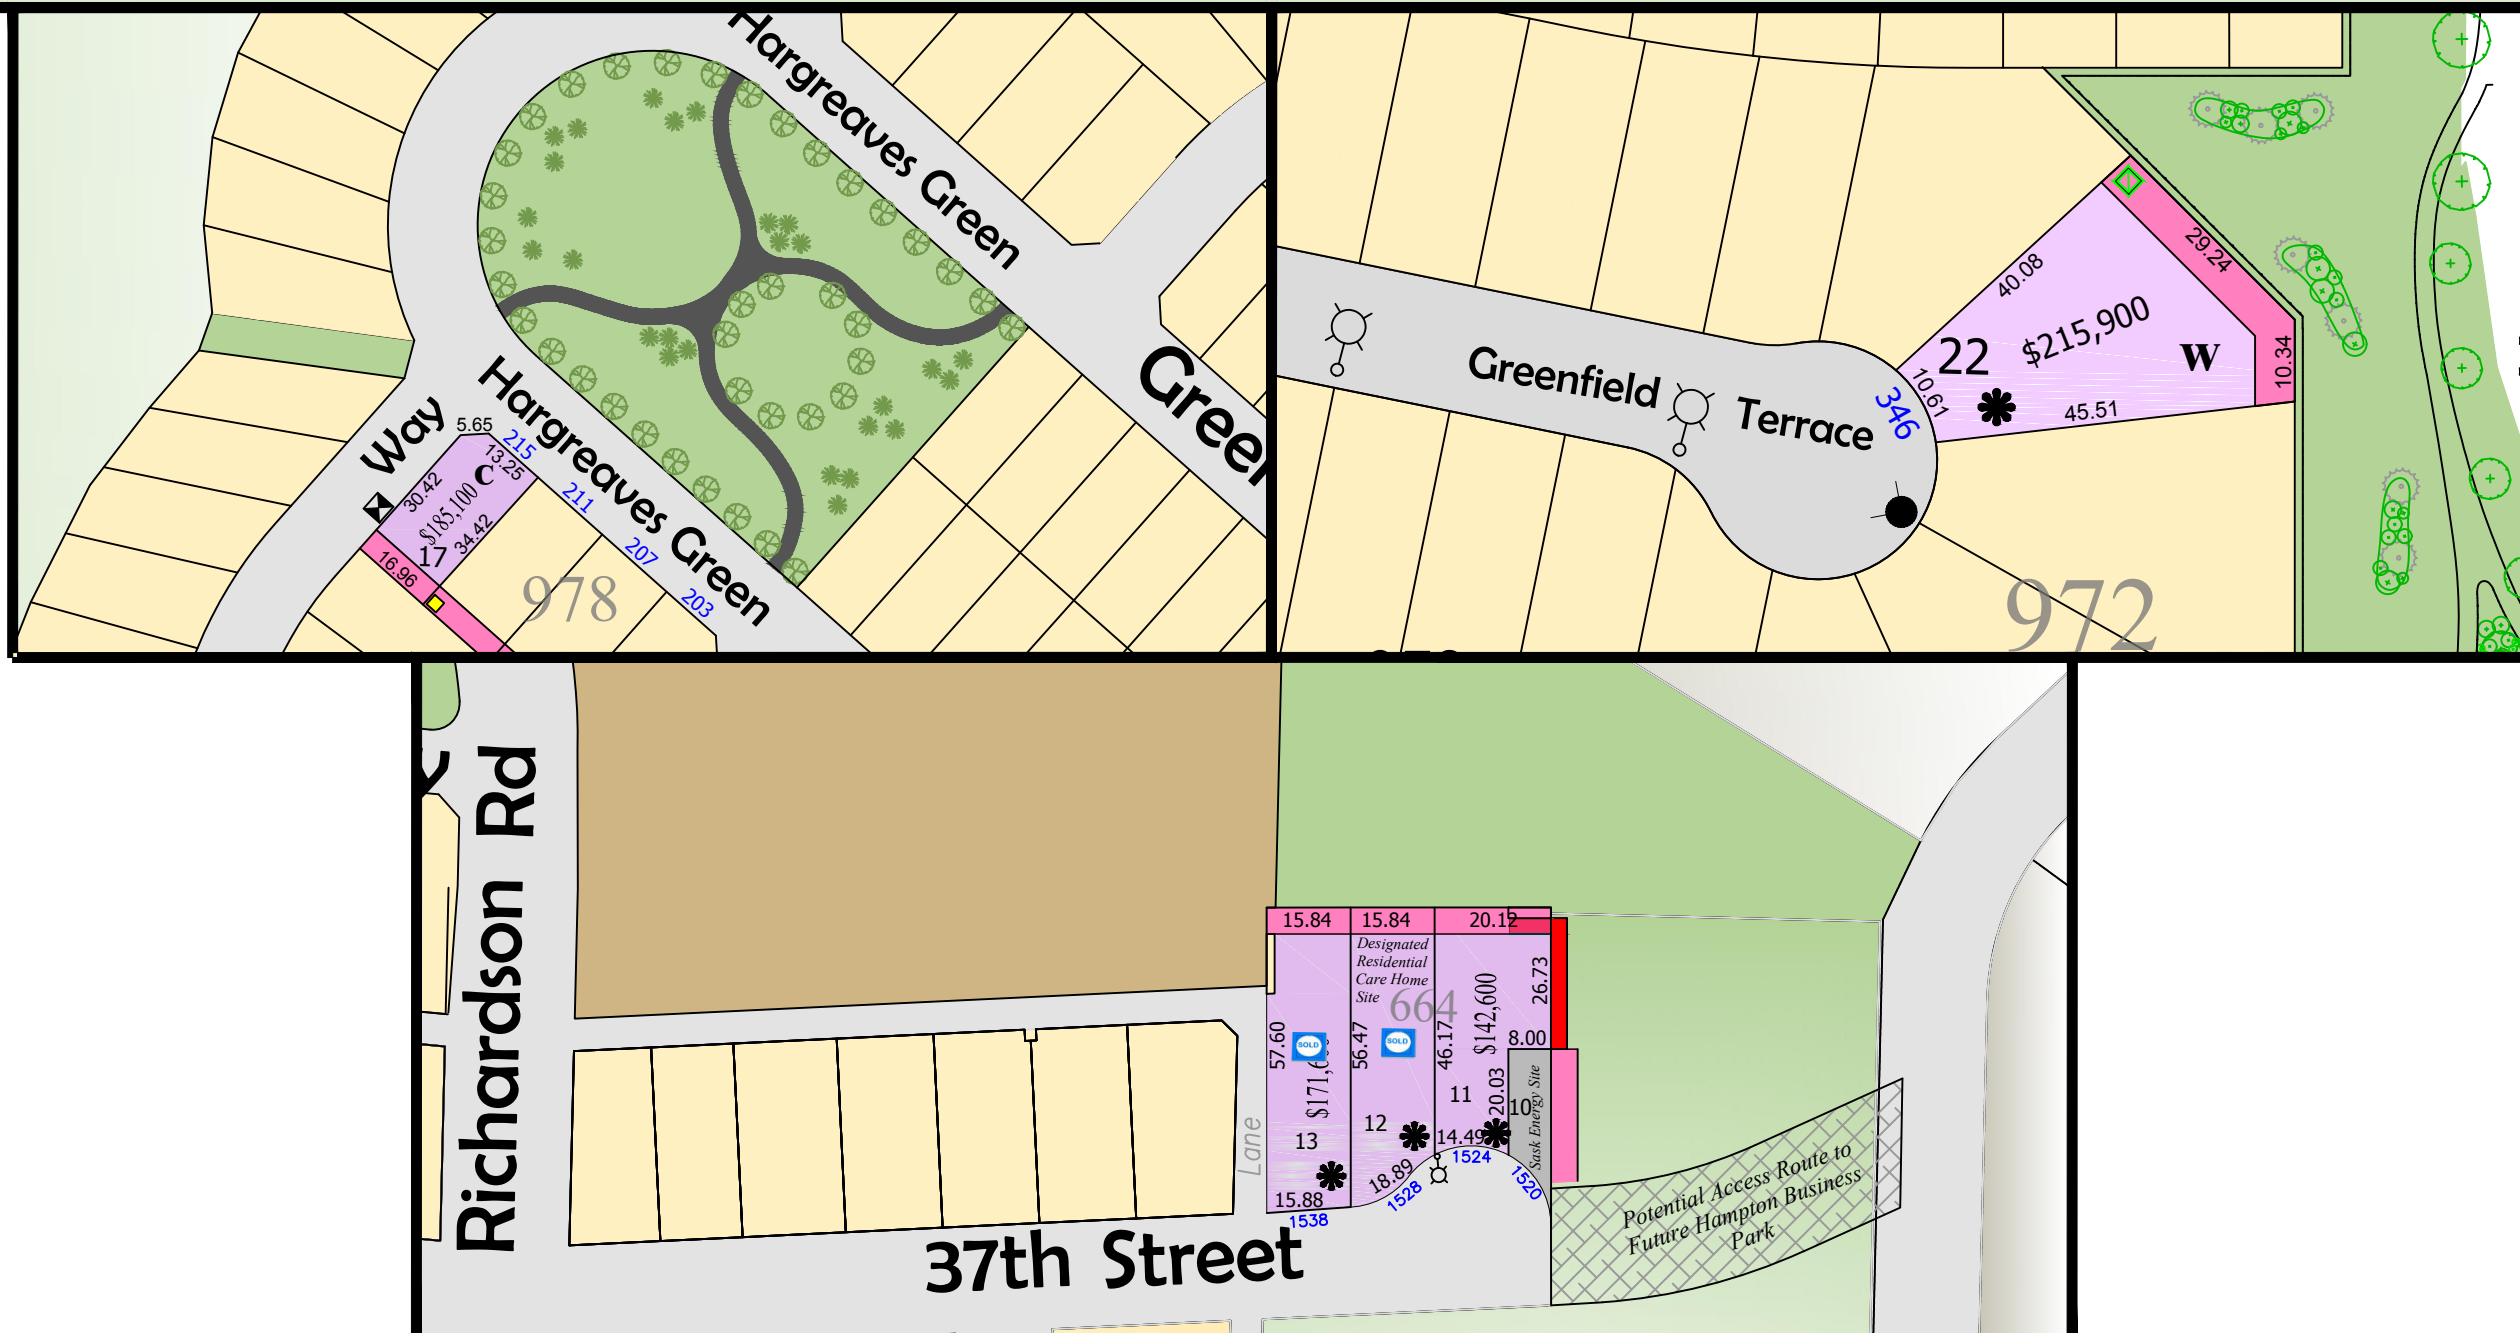 Hargreaves Green
Green
Way
5.65
215
13.25
C
30.42
$185,100
34.42
17
16.96
Hargreaves Green
211
207
203
978
29.24
40.08
$215,900
22
W
10.34
10.61
45.51
346
Greenfield Terrace
972
Richardson Rd
15.84
15.84
20.12
Designated
Residential
Care Home
Site
664
26.73
$142,600
57.60
SOLD
56.47
SOLD
46.17
8.00
11
20.03
10
Sask Energy Site
12
13
14.49
1524
1520
18.89
1528
15.88
1538
Lane
37th Street
Potential Access Route to
Future Hampton Business
Park